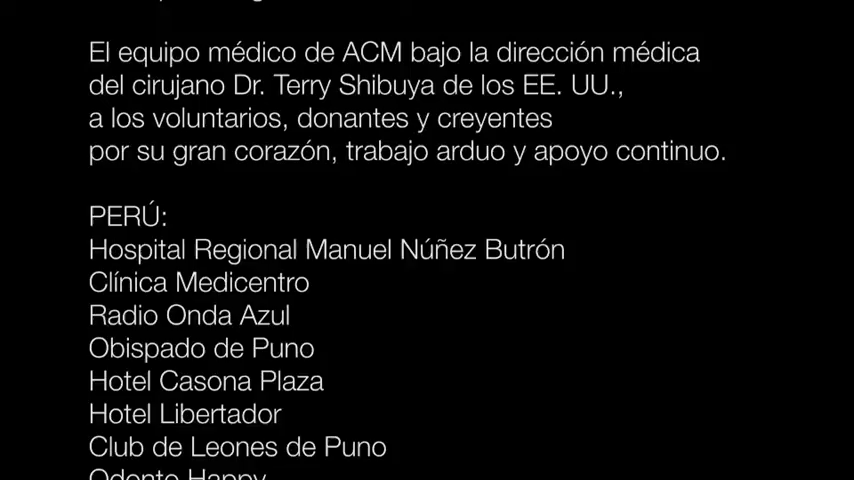 El equipo médico de ACM bajo la dirección médica
del cirujano Dr. Terry Shibuya de los EE. UU.,
a los voluntarios, donantes y creyentes
por su gran corazón, trabajo arduo y apoyo continuo.
PERÚ:
Hospital Regional Manuel Núñez Butrón
Clínica Medicentro
Radio Onda Azul
Obispado de Puno
Hotel Casona Plaza
Hotel Libertador
Club de Leones de Puno
Odonto Happy